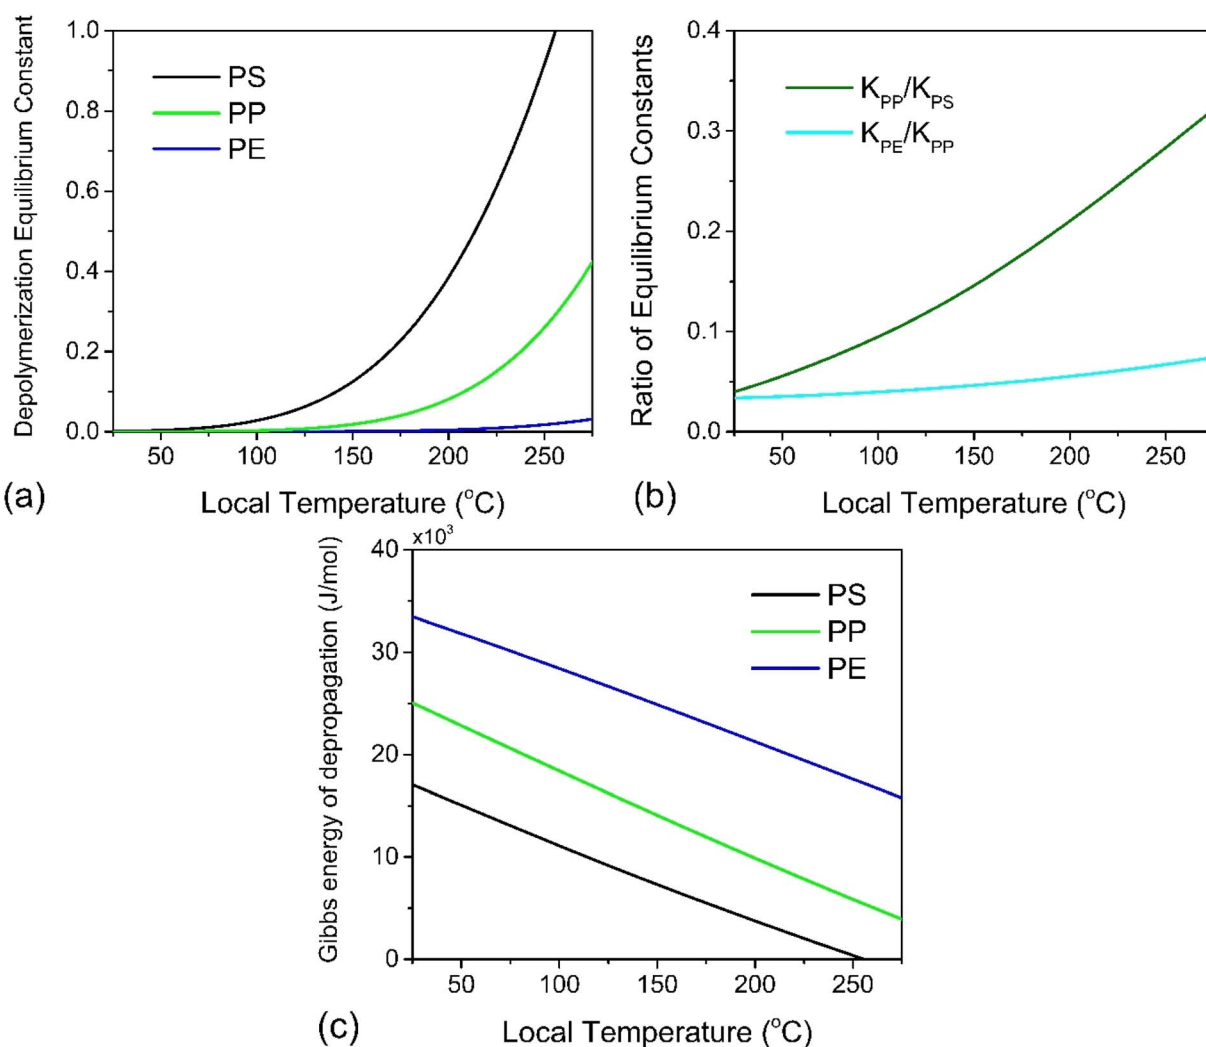 Depolymerization Equilibrium Constant
1.0
0.8
0.6
0.4
0.2
0.0
PS
PP
PE
50 100 150 200 250
Local Temperature (°C)
(a)
Ratio of Equilibrium Constants
0.4
0.3
0.2
0.1
0.0
K_PP/K_PS
K_PE/K_PP
50 100 150 200 250
Local Temperature (°C)
(b)
Gibbs energy of depropagation (J/mol)
x10³
40
30
20
10
0
PS
PP
PE
50 100 150 200 250
Local Temperature (°C)
(c)